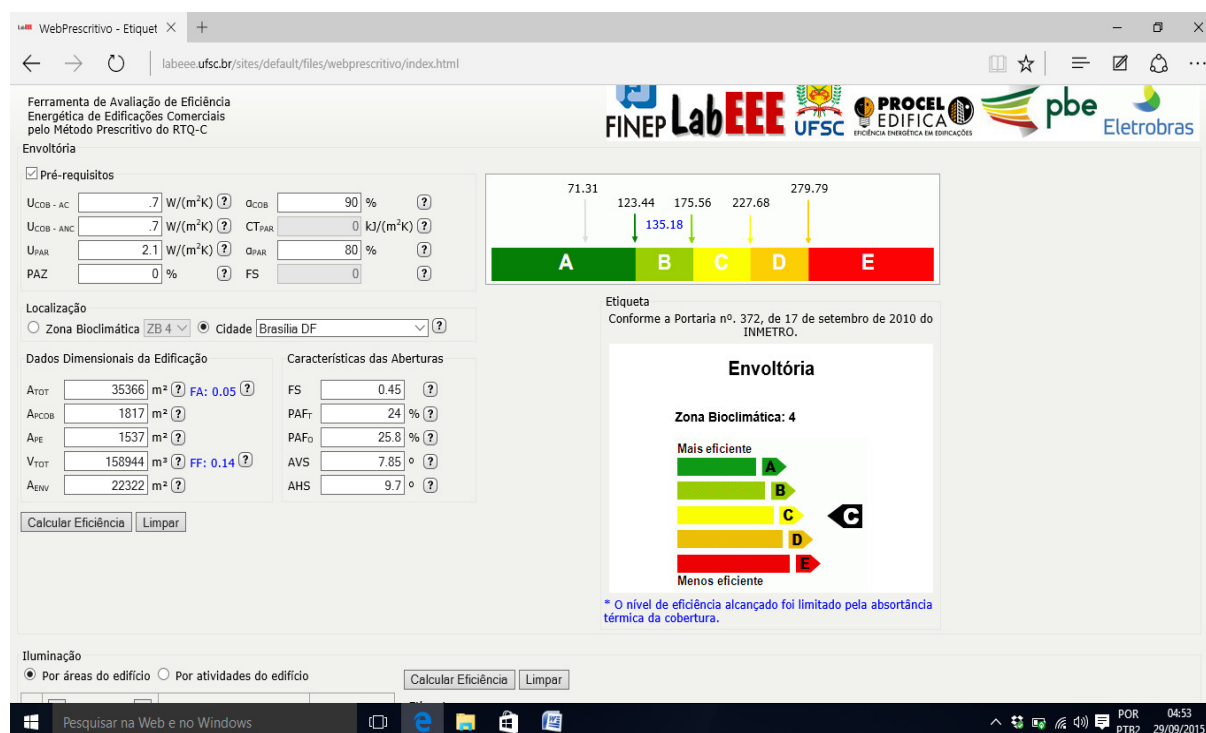 WebPrescritivo - Etiquet
labeee.ufsc.br/sites/default/files/webprescritivo/index.html
Ferramenta de Avaliação de Eficiência
Energética de Edificações Comerciais
pelo Método Prescritivo do RTQ-C
FINEP LabEEE UFSC PROCEL EDIFICA EFICIÊNCIA ENERGÉTICA EM EDIFICAÇÕES pbe Eletrobras
Envoltória
Pré-requisitos
UCOB - AC .7 W/(m²K) ? αCOB 90 % ?
UCOB - ANC .7 W/(m²K) ? CTPAR 0 kJ/(m²K) ?
UPAR 2.1 W/(m²K) ? αPAR 80 % ?
PAZ 0 % ? FS 0 ?
71.31 123.44 175.56 227.68 279.79
135.18
A B C D E
Localização
Zona Bioclimática ZB 4 Cidade Brasília DF ?
Dados Dimensionais da Edificação
ATOT 35366 m² ? FA: 0.05 ?
APCOB 1817 m² ?
APE 1537 m² ?
VTOT 158944 m³ ? FF: 0.14 ?
AENV 22322 m² ?
Características das Aberturas
FS 0.45 ?
PAFT 24 % ?
PAFO 25.8 % ?
AVS 7.85 º ?
AHS 9.7 º ?
Calcular Eficiência Limpar
Etiqueta
Conforme a Portaria nº. 372, de 17 de setembro de 2010 do
INMETRO.
Envoltória
Zona Bioclimática: 4
Mais eficiente
A
B
C C
D
E
Menos eficiente
* O nível de eficiência alcançado foi limitado pela absortância
térmica da cobertura.
Iluminação
Por áreas do edifício Por atividades do edifício
Calcular Eficiência Limpar
Pesquisar na Web e no Windows
POR 04:53
PTB2 29/09/2015